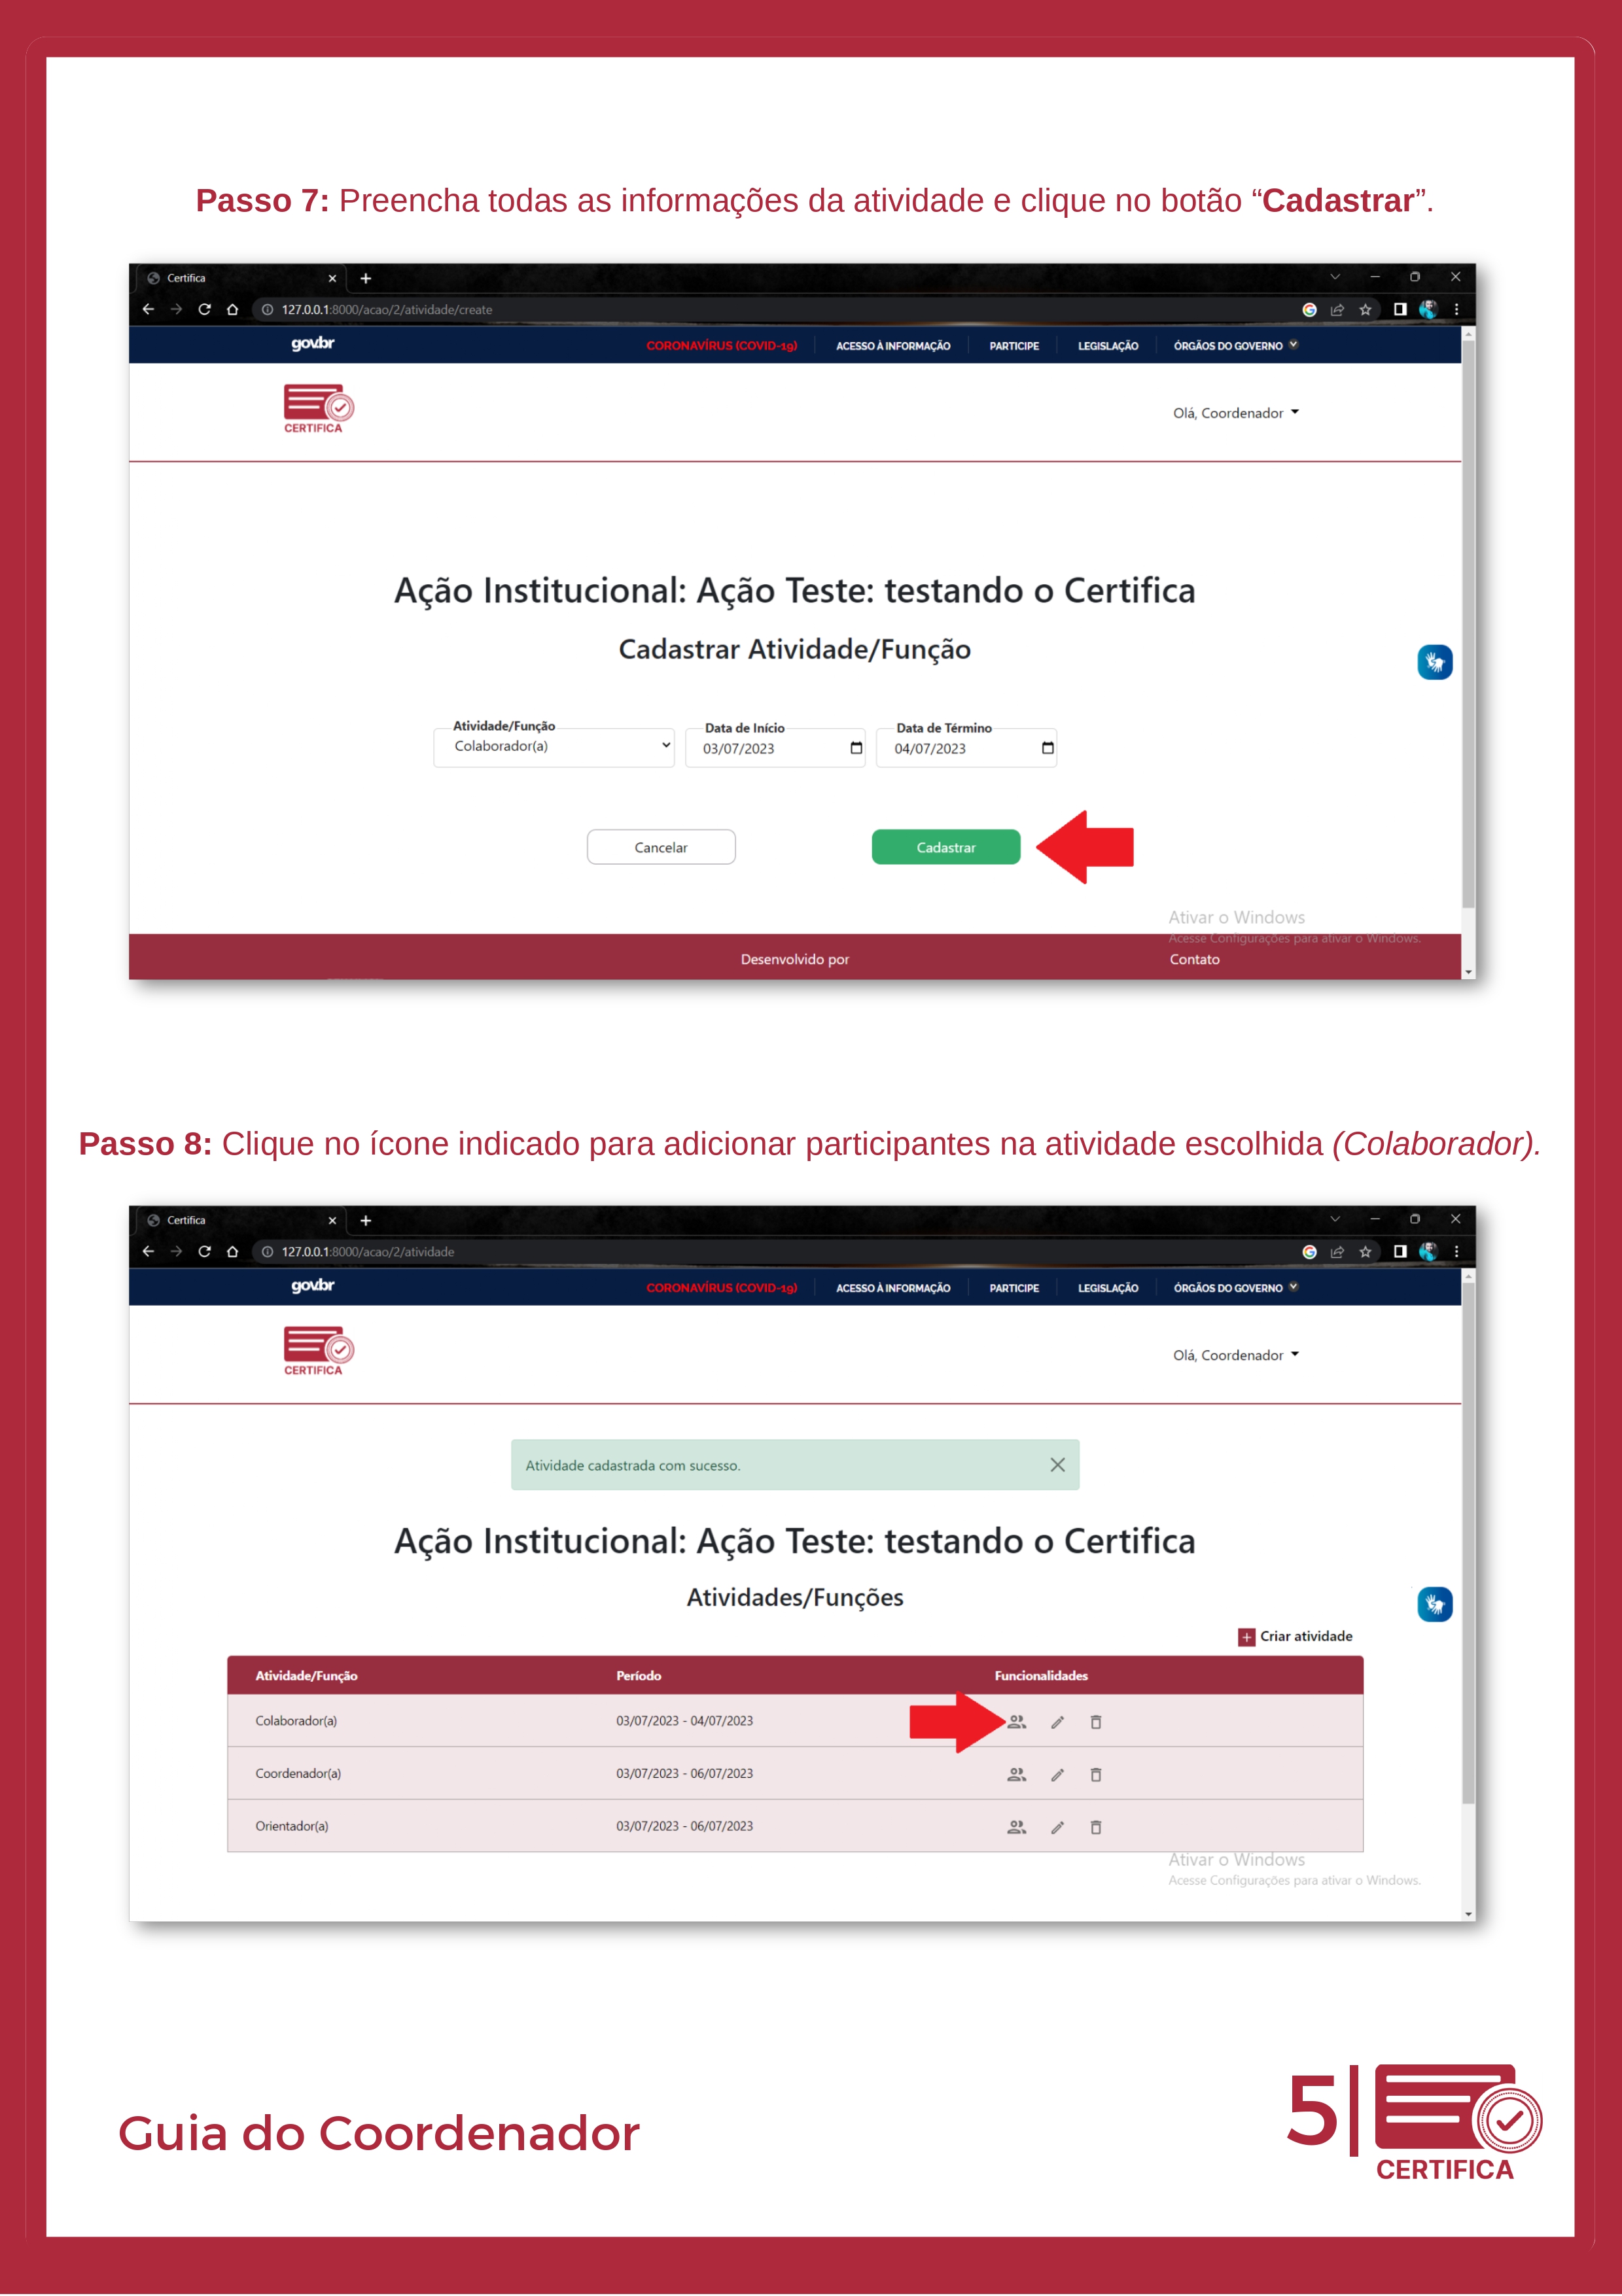 Passo 7: Preencha todas as informações da atividade e clique no botão “Cadastrar”.
Certifica
127.0.0.1:8000/acao/2/atividade/create
gov.br CORONAVÍRUS (COVID-19) ACESSO À INFORMAÇÃO PARTICIPE LEGISLAÇÃO ÓRGÃOS DO GOVERNO
CERTIFICA
Olá, Coordenador
Ação Institucional: Ação Teste: testando o Certifica
Cadastrar Atividade/Função
Atividade/Função Data de Início Data de Término
Colaborador(a) 03/07/2023 04/07/2023
Cancelar Cadastrar
Ativar o Windows
Acesse Configurações para ativar o Windows.
Desenvolvido por Contato
Passo 8: Clique no ícone indicado para adicionar participantes na atividade escolhida (Colaborador).
Certifica
127.0.0.1:8000/acao/2/atividade
gov.br CORONAVÍRUS (COVID-19) ACESSO À INFORMAÇÃO PARTICIPE LEGISLAÇÃO ÓRGÃOS DO GOVERNO
CERTIFICA
Olá, Coordenador
Atividade cadastrada com sucesso.
Ação Institucional: Ação Teste: testando o Certifica
Atividades/Funções
+ Criar atividade
Atividade/Função Período Funcionalidades
Colaborador(a) 03/07/2023 - 04/07/2023
Coordenador(a) 03/07/2023 - 06/07/2023
Orientador(a) 03/07/2023 - 06/07/2023
Ativar o Windows
Acesse Configurações para ativar o Windows.
Guia do Coordenador
5|
CERTIFICA